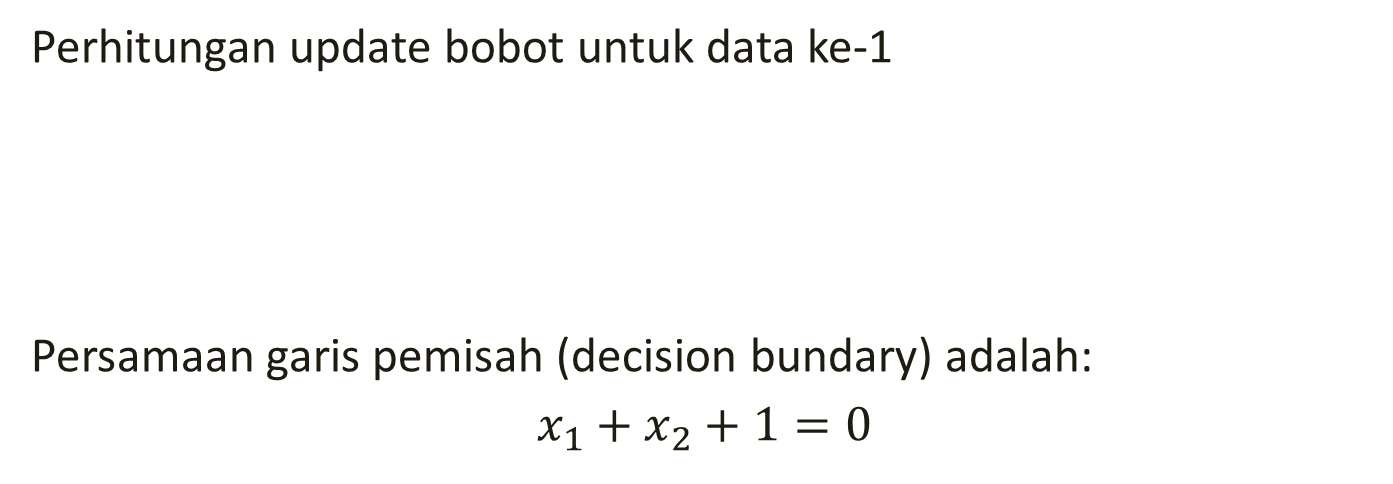 Perhitungan update bobot untuk data ke-1
Persamaan garis pemisah (decision bundary) adalah:
x₁ + x₂ + 1 = 0